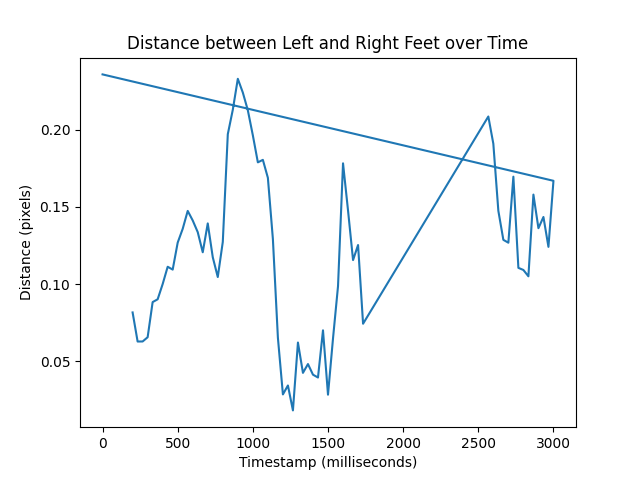 Distance between Left and Right Feet over Time
0.20
0.15
0.10
0.05
Distance (pixels)
0 500 1000 1500 2000 2500 3000
Timestamp (milliseconds)